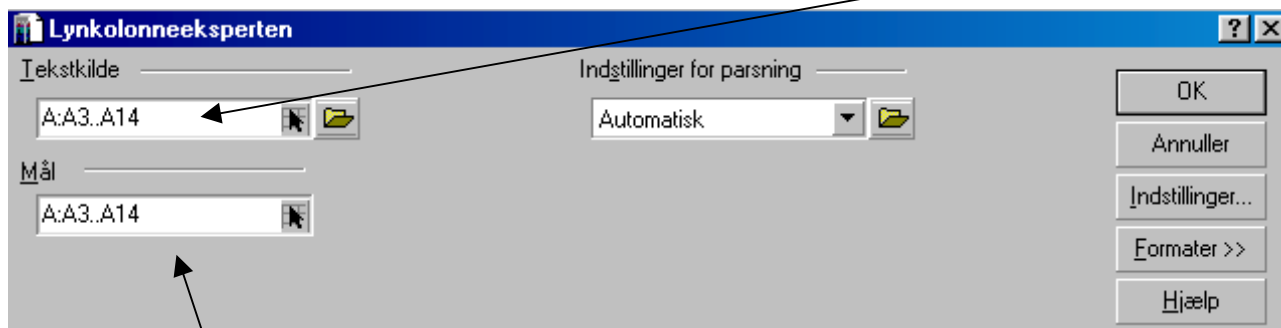 Lynkolonneeksperten
Tekstkilde
A:A3..A14
Mål
A:A3..A14
Indstillinger for parsning
Automatisk
OK
Annuller
Indstillinger...
Formater >>
Hjælp